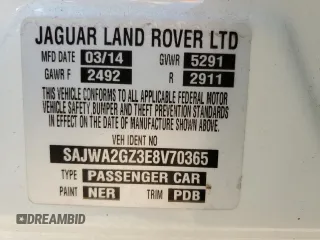 JAGUAR LAND ROVER LTD
MFD DATE 03/14 GVWR 5291
GAWR F 2492 R 2911
THIS VEHICLE CONFORMS TO ALL APPLICABLE FEDERAL MOTOR
VEHICLE SAFETY, BUMPER AND THEFT PREVENTION STANDARDS
IN EFFECT ON THE DATE OF MANUFACTURE SHOWN ABOVE.
VEH IDENT NO
SAJWA2GZ3E8V70365
TYPE PASSENGER CAR
PAINT NER TRIM PDB
DREAMBID